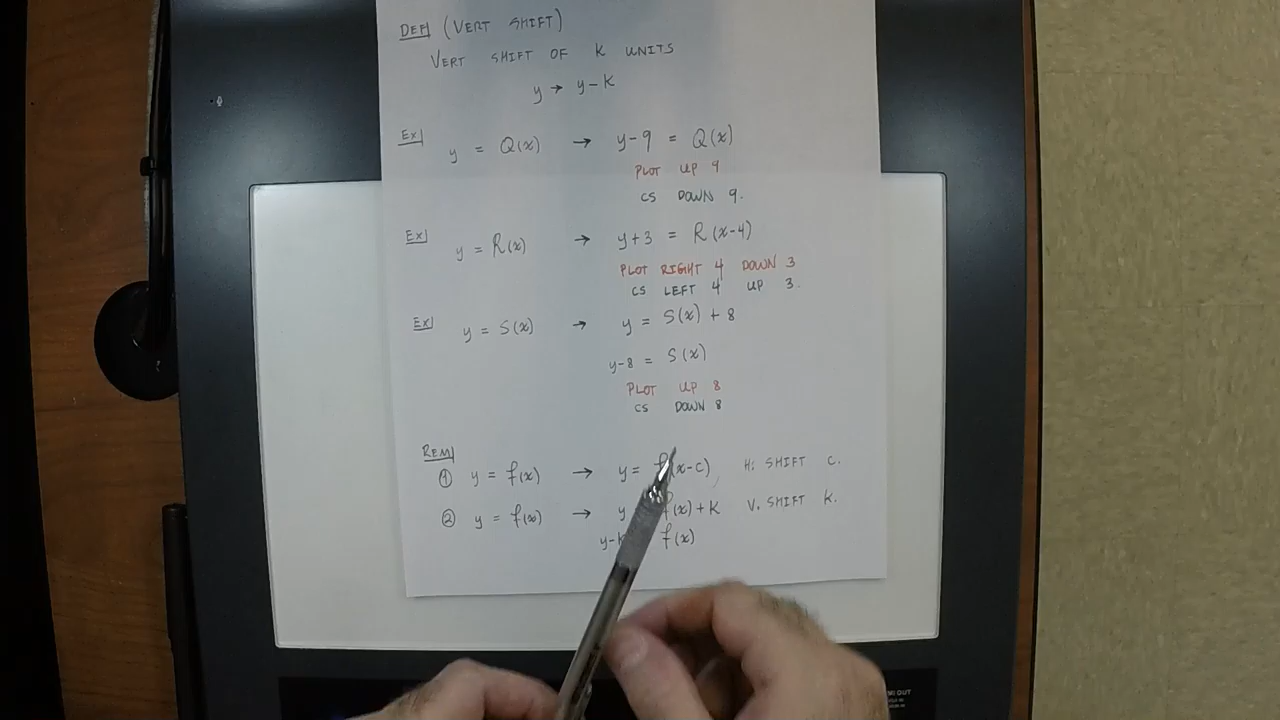 DEF (VERT SHIFT)
VERT SHIFT OF K UNITS
y → y-K
EX y = Q(x) → y-9 = Q(x)
PLOT UP 9
CS DOWN 9.
EX y = R(x) → y+3 = R(x-4)
PLOT RIGHT 4 DOWN 3
CS LEFT 4 UP 3.
EX y = S(x) → y = S(x) + 8
y-8 = S(x)
PLOT UP 8
CS DOWN 8
REM
① y = f(x) → y = f(x-c), H. SHIFT C.
② y = f(x) → y f(x)+K V. SHIFT K.
y-K f(x)